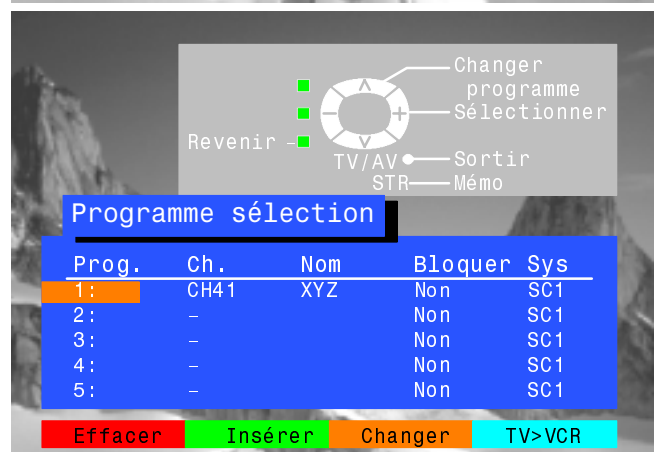 Changer
programme
Sélectionner
Revenir
TV/AV Sortir
STR Mémo
Programme sélection
Prog. Ch. Nom Bloquer Sys
1: CH41 XYZ Non SC1
2: – Non SC1
3: – Non SC1
4: – Non SC1
5: – Non SC1
Effacer Insérer Changer TV>VCR